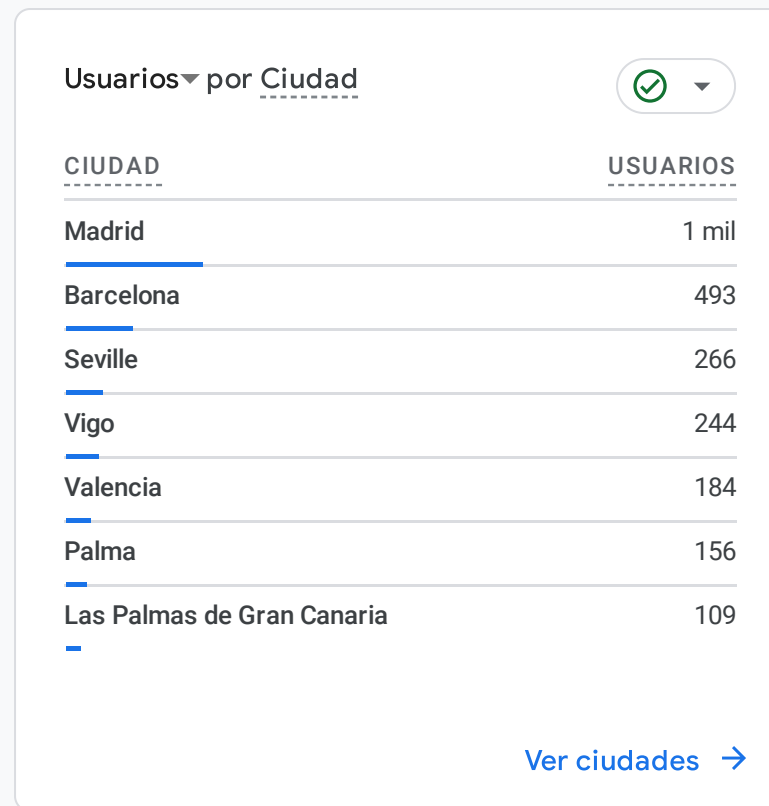 Usuarios por Ciudad
CIUDAD USUARIOS
Madrid 1 mil
Barcelona 493
Seville 266
Vigo 244
Valencia 184
Palma 156
Las Palmas de Gran Canaria 109
Ver ciudades